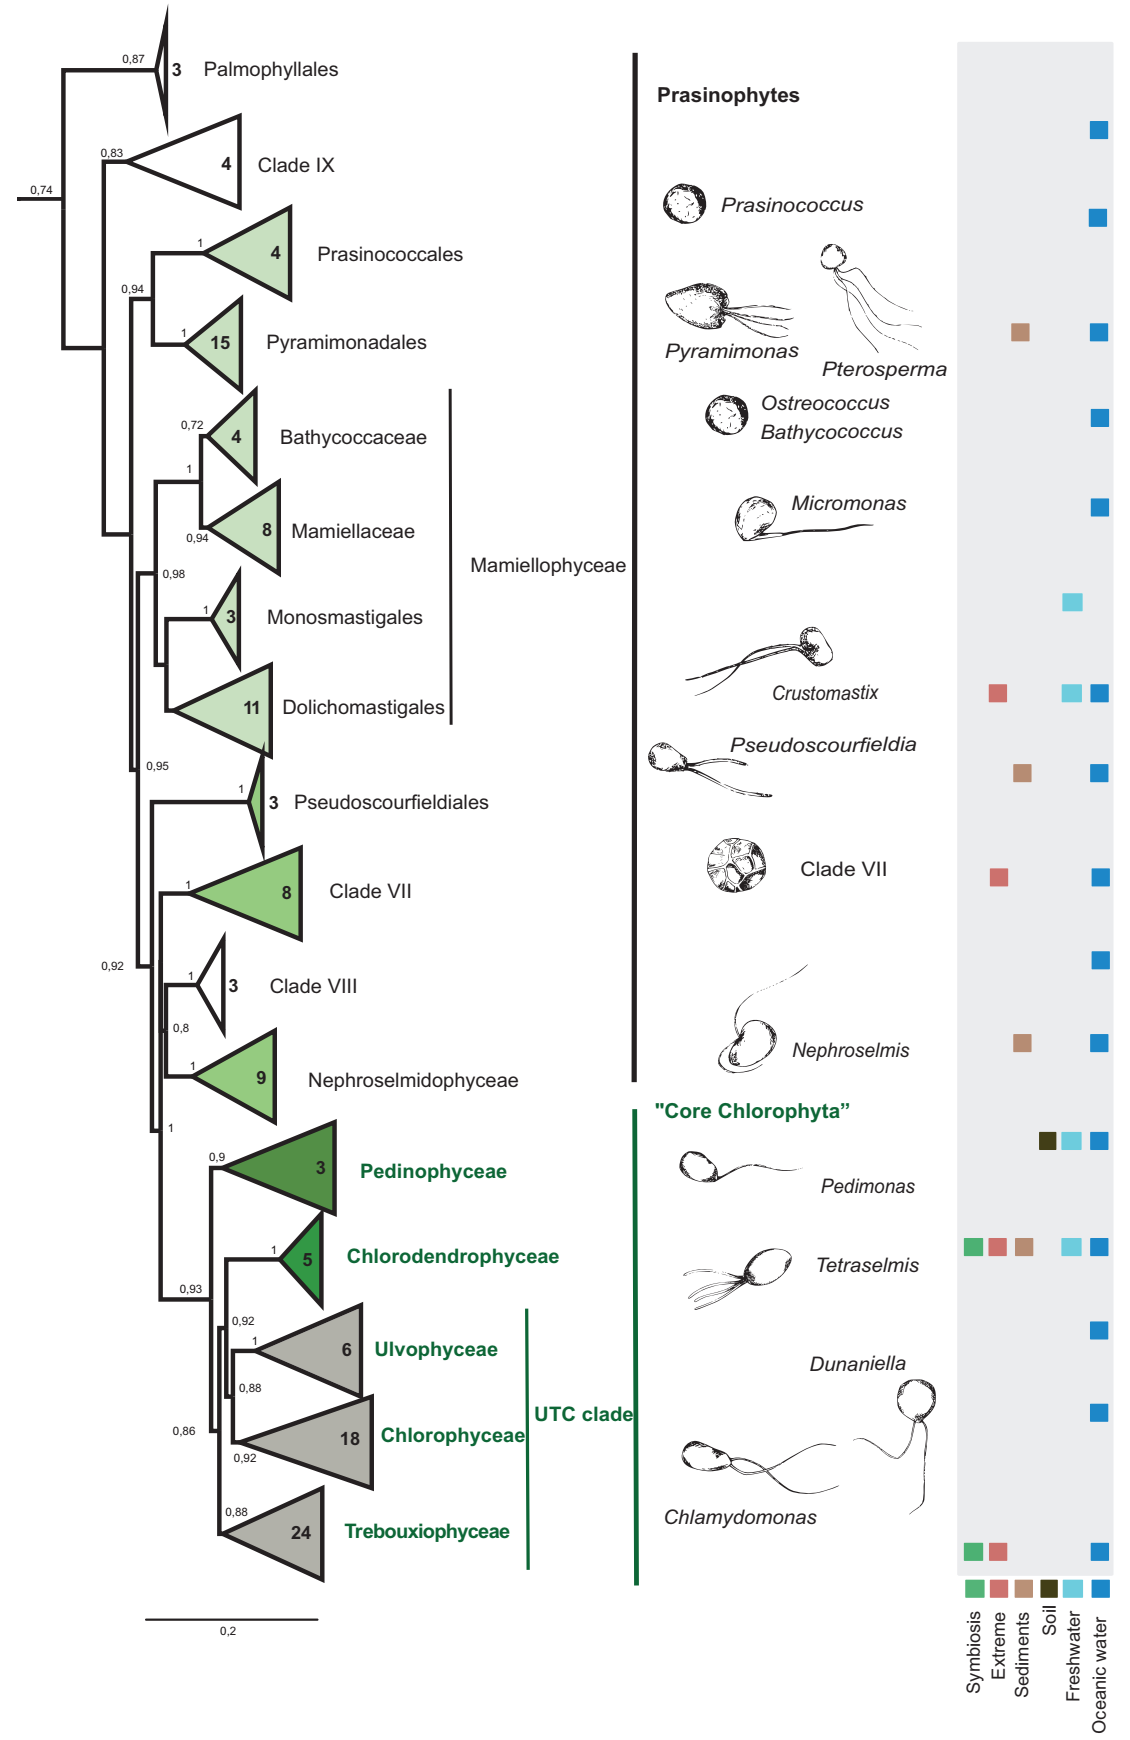 0,87
3 Palmophyllales
Prasinophytes
0,83
4 Clade IX
0,74
Prasinococcus
1
4 Prasinococcales
0,94
1
15 Pyramimonadales
Pyramimonas
Pterosperma
0,72
4 Bathycoccaceae
Ostreococcus
Bathycococcus
1
8 Mamiellaceae
0,94
Micromonas
Mamiellophyceae
0,98
1
3 Monosmastigales
11 Dolichomastigales
Crustomastix
0,95
Pseudoscourfieldia
1
3 Pseudoscourfieldiales
1
8 Clade VII
Clade VII
0,92
1
3 Clade VIII
0,8
1
9 Nephroselmidophyceae
Nephroselmis
"Core Chlorophyta”
1
0,9
3 Pedinophyceae
Pedimonas
1
5 Chlorodendrophyceae
Tetraselmis
0,93
0,92
1
6 Ulvophyceae
Dunaniella
0,88
UTC clade
0,86
18 Chlorophyceae
0,92
Chlamydomonas
0,88
24 Trebouxiophyceae
0,2
Symbiosis
Extreme
Sediments
Soil
Freshwater
Oceanic water